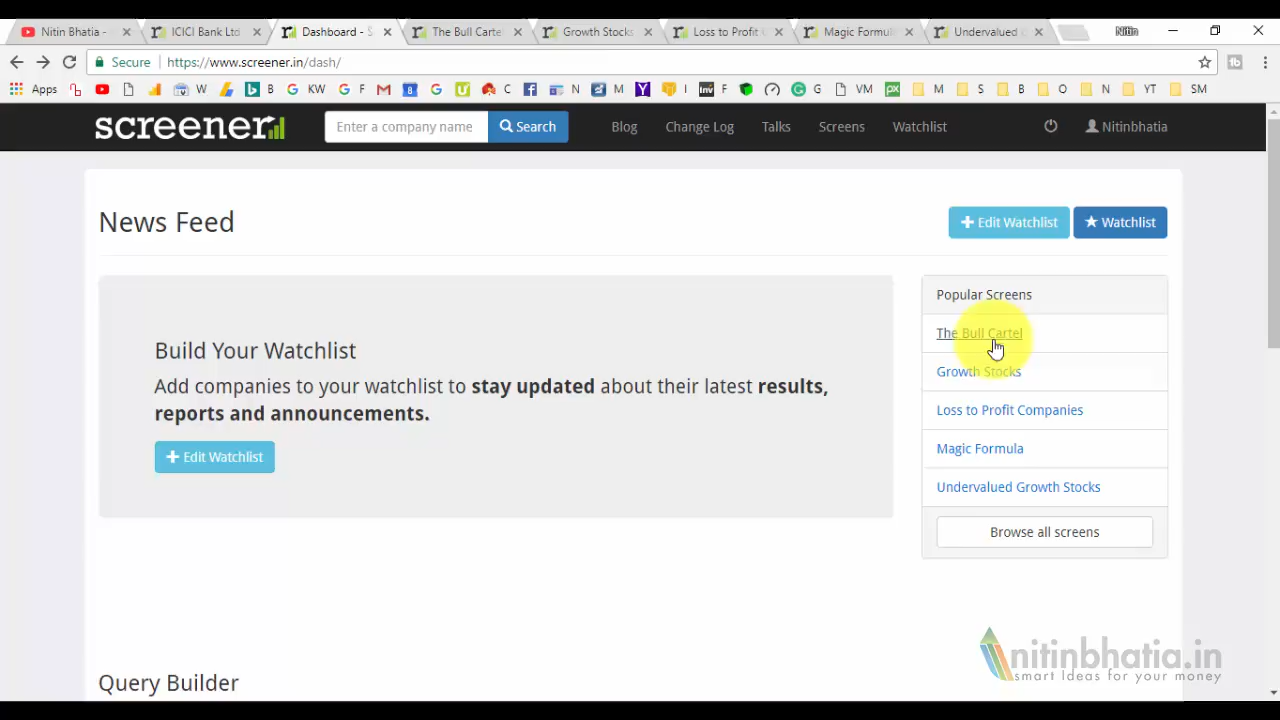 Nitin Bhatia -
ICICI Bank Ltd
Dashboard - S
The Bull Carte
Growth Stocks
Loss to Profit C
Magic Formul
Undervalued
Nitin
Secure
https://www.screener.in/dash/
Apps W B KW F C N M I F G VM M S B O N YT SM
screener
Enter a company name
Search
Blog
Change Log
Talks
Screens
Watchlist
Nitinbhatia
News Feed
Edit Watchlist
Watchlist
Build Your Watchlist
Add companies to your watchlist to stay updated about their latest results,
reports and announcements.
Edit Watchlist
Popular Screens
The Bull Cartel
Growth Stocks
Loss to Profit Companies
Magic Formula
Undervalued Growth Stocks
Browse all screens
Query Builder
nitinbhatia.in
smart Ideas for your money